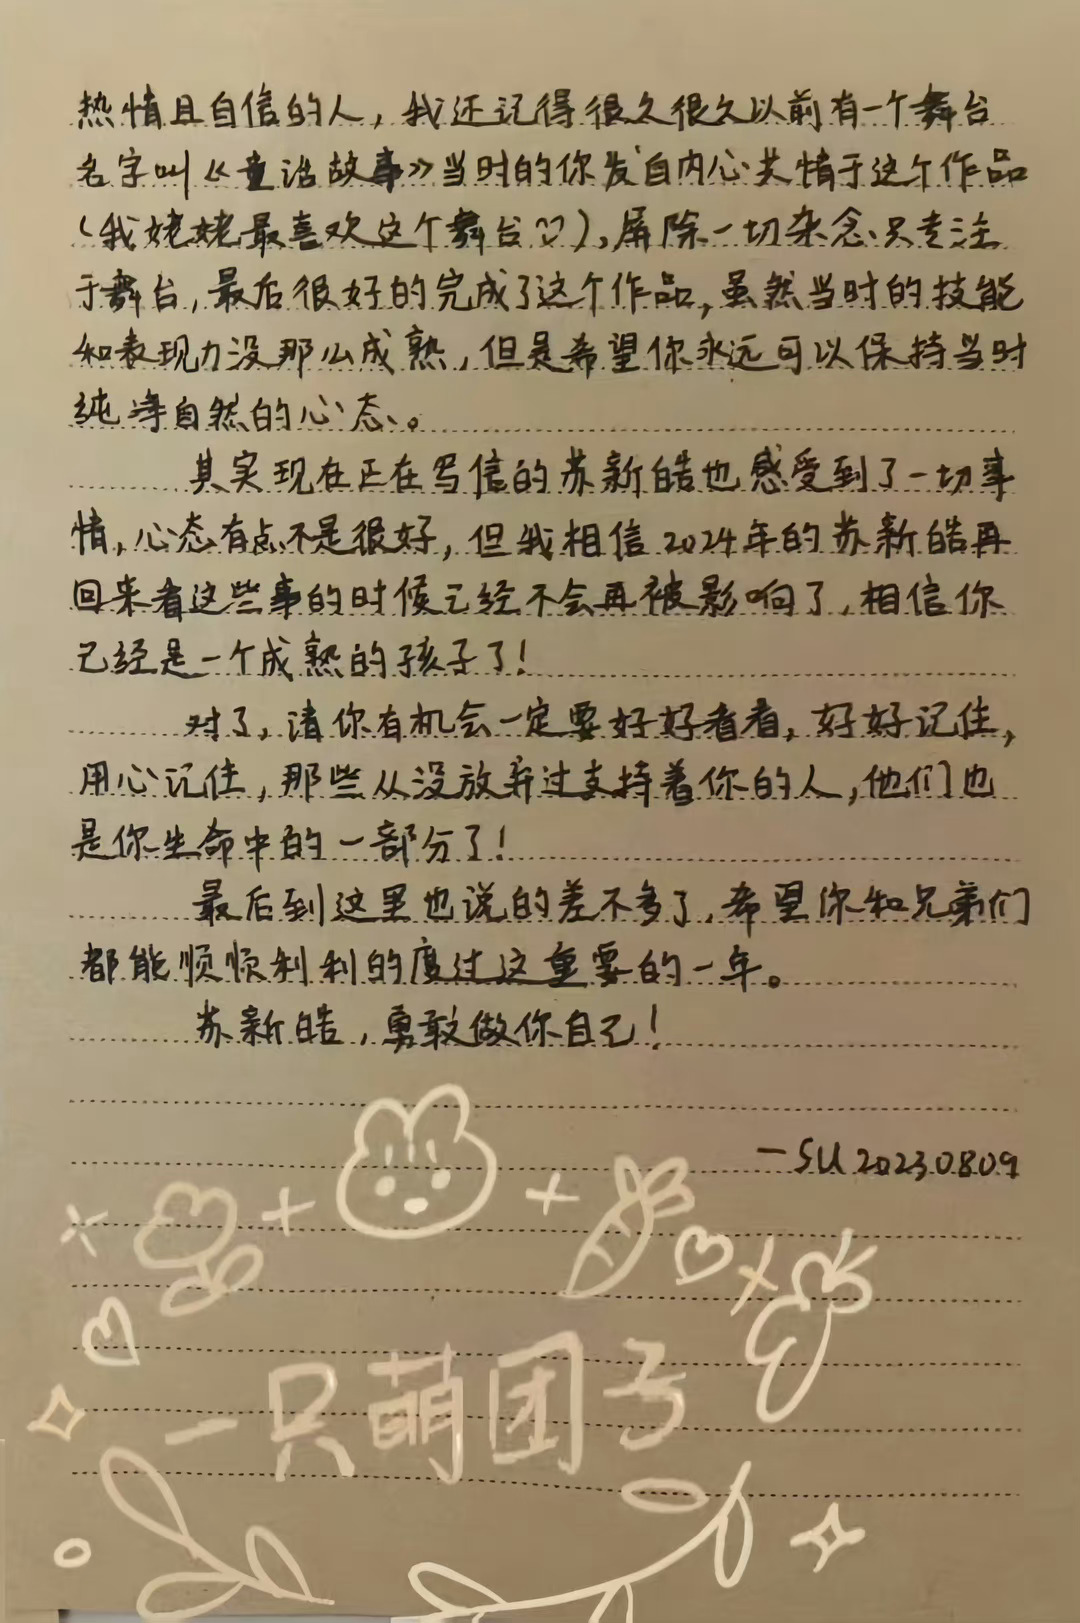 热情且自信的人，我还记得很久很久以前有一个舞台
名字叫《童话故事》当时的你发自内心共情于这个作品
（我姥姥最喜欢这个舞台♡），屏除一切杂念只专注
于舞台，最后很好的完成了这个作品，虽然当时的技能
和表现力没那么成熟，但是希望你永远可以保持当时
纯净自然的心态。
其实现在正在写信的苏新皓也感受到了一切事
情，心态有点不是很好，但我相信2024年的苏新皓再
回来看这些事的时候已经不会再被影响了，相信你
已经是一个成熟的孩子了！
对了，请你有机会一定要好好看看，好好记住，
用心记住，那些从没放弃过支持着你的人，他们也
是你生命中的一部分了！
最后到这里也说的差不多了，希望你和兄弟们
都能顺顺利利的度过这重要的一年。
苏新皓，勇敢做你自己！
—SU 2023.08.09
一只萌团子